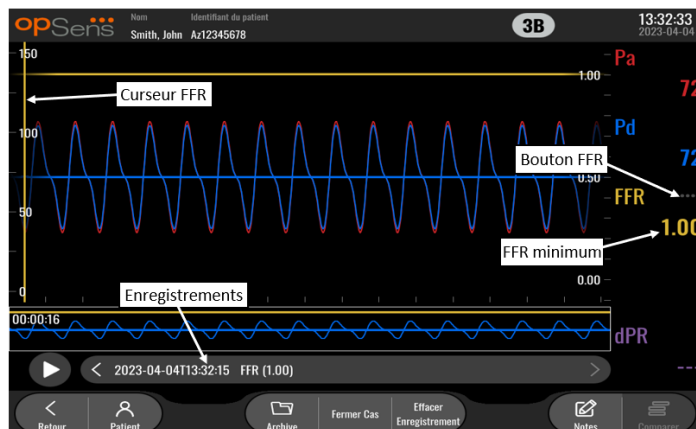 opSens
Nom Identifiant du patient
Smith, John Az12345678
3B
13:32:33
2023-04-04
150
1.00
Pa
72
Curseur FFR
100
Pd
72
Bouton FFR
0.50
FFR
---
50
1.00
FFR minimum
0.00
0
Enregistrements
00:00:16
dPR
---
2023-04-04T13:32:15 FFR (1.00)
Retour
Patient
Archive
Fermer Cas
Effacer
Enregistrement
Notes
Comparer